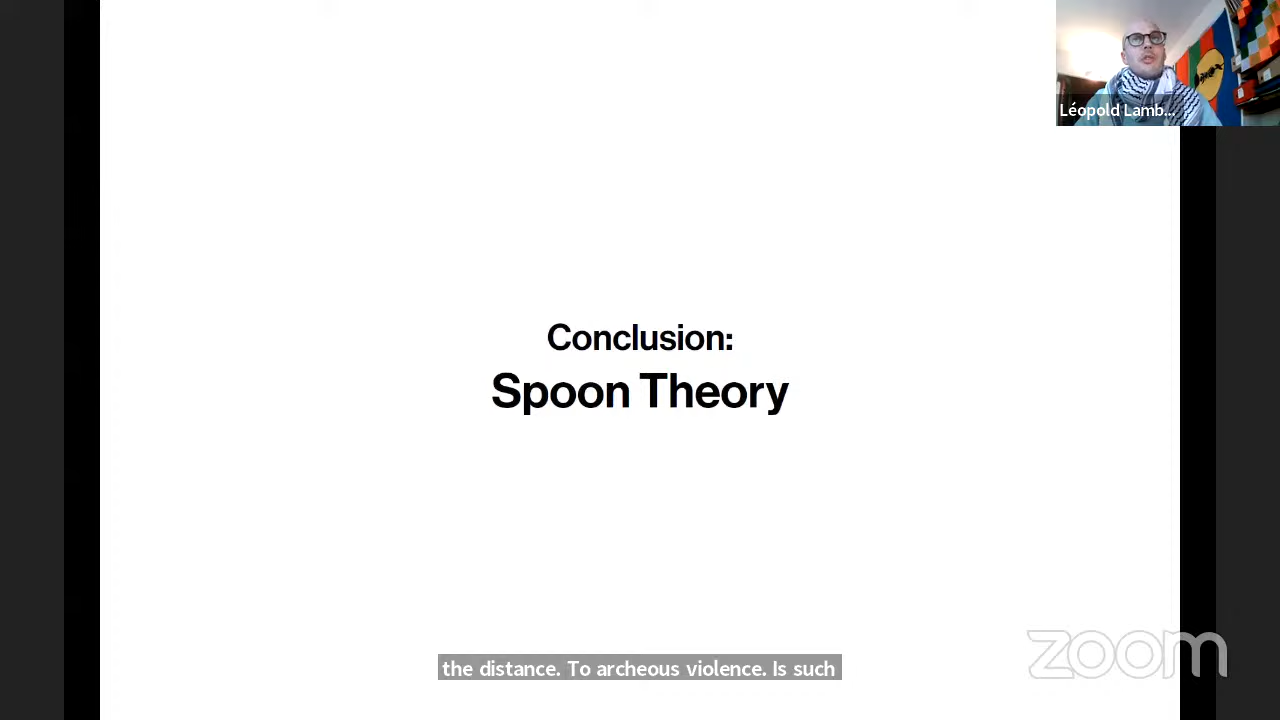 Léopold Lamb...
Conclusion:
Spoon Theory
the distance. To archeous violence. Is such
zoom